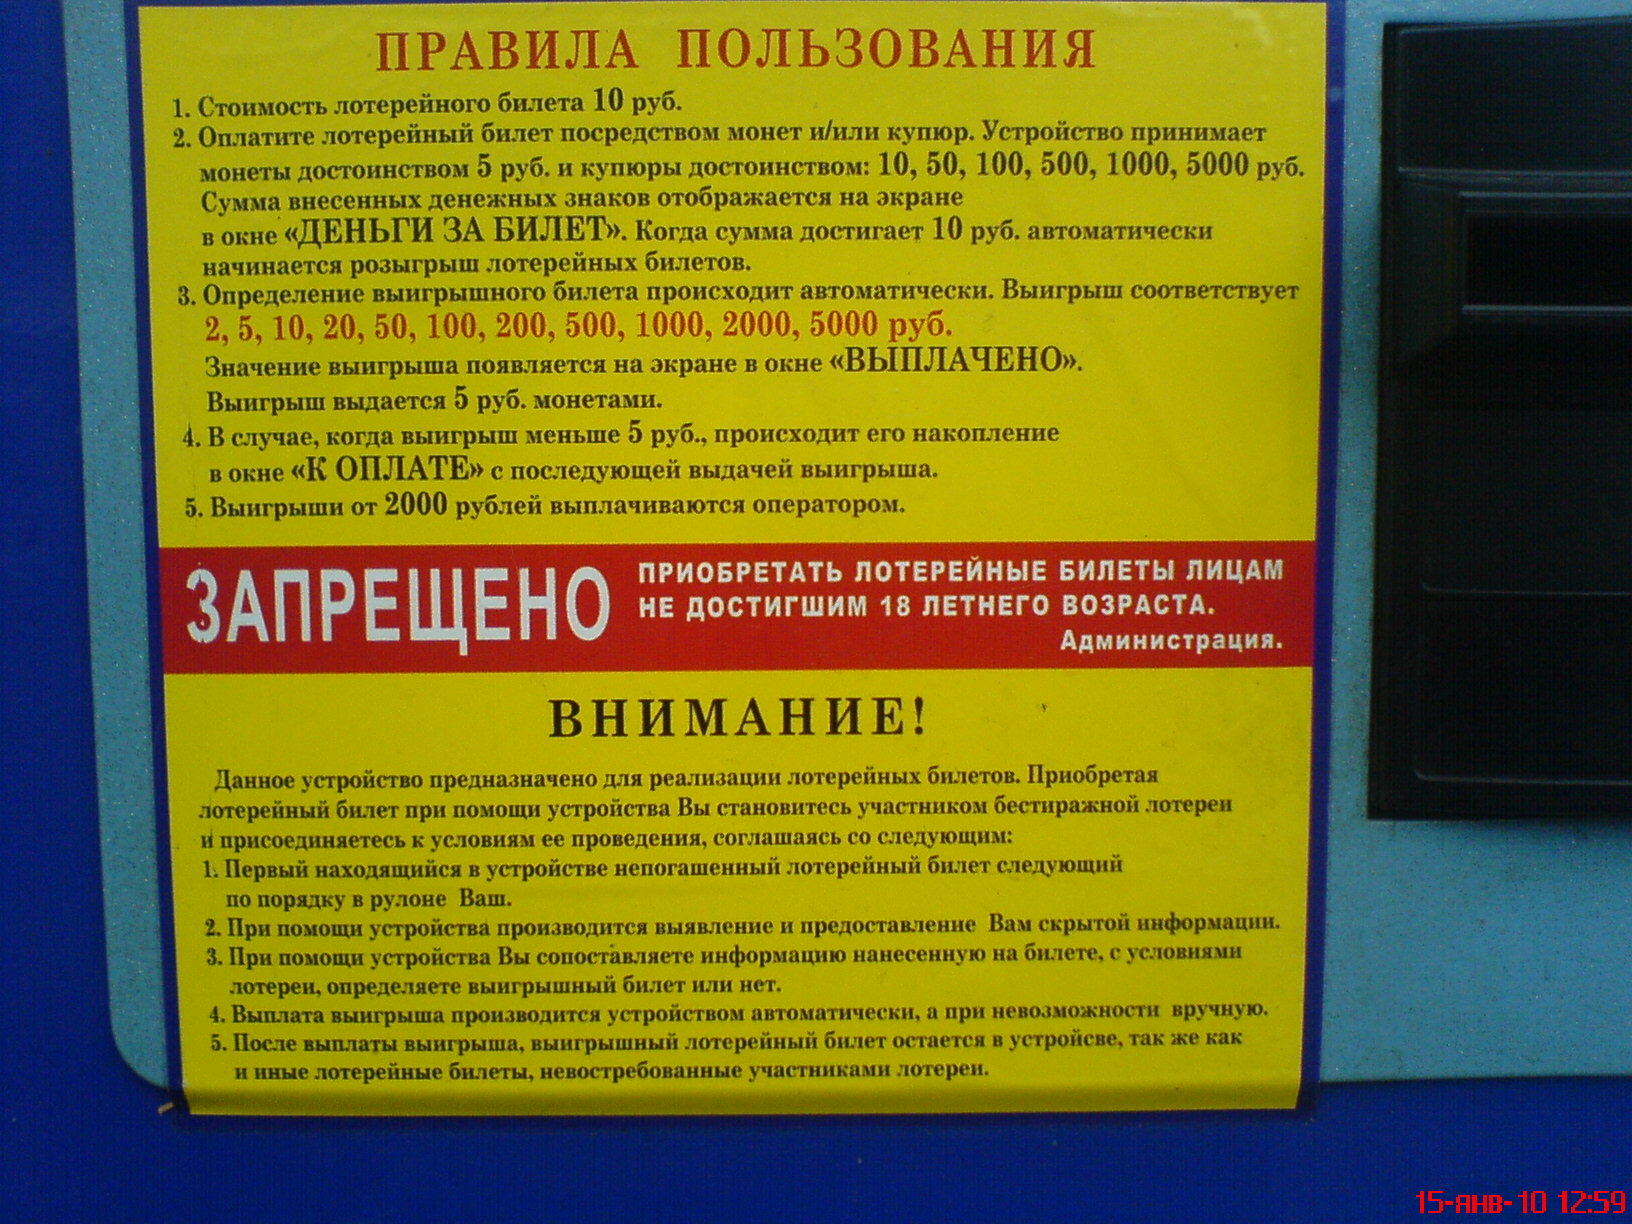 ПРАВИЛА ПОЛЬЗОВАНИЯ
1. Стоимость лотерейного билета 10 руб.
2. Оплатите лотерейный билет посредством монет и/или купюр. Устройство принимает
монеты достоинством 5 руб. и купюры достоинством: 10, 50, 100, 500, 1000, 5000 руб.
Сумма внесенных денежных знаков отображается на экране
в окне «ДЕНЬГИ ЗА БИЛЕТ». Когда сумма достигает 10 руб. автоматически
начинается розыгрыш лотерейных билетов.
3. Определение выигрышного билета происходит автоматически. Выигрыш соответствует
2, 5, 10, 20, 50, 100, 200, 500, 1000, 2000, 5000 руб.
Значение выигрыша появляется на экране в окне «ВЫПЛАЧЕНО».
Выигрыш выдается 5 руб. монетами.
4. В случае, когда выигрыш меньше 5 руб., происходит его накопление
в окне «К ОПЛАТЕ» с последующей выдачей выигрыша.
5. Выигрыши от 2000 рублей выплачиваются оператором.
ЗАПРЕЩЕНО
ПРИОБРЕТАТЬ ЛОТЕРЕЙНЫЕ БИЛЕТЫ ЛИЦАМ
НЕ ДОСТИГШИМ 18 ЛЕТНЕГО ВОЗРАСТА.
Администрация.
ВНИМАНИЕ!
Данное устройство предназначено для реализации лотерейных билетов. Приобретая
лотерейный билет при помощи устройства Вы становитесь участником бестиражной лотереи
и присоединяетесь к условиям ее проведения, соглашаясь со следующим:
1. Первый находящийся в устройстве непогашенный лотерейный билет следующий
по порядку в рулоне Ваш.
2. При помощи устройства производится выявление и предоставление Вам скрытой информации.
3. При помощи устройства Вы сопоставляете информацию нанесенную на билете, с условиями
лотереи, определяете выигрышный билет или нет.
4. Выплата выигрыша производится устройством автоматически, а при невозможности вручную.
5. После выплаты выигрыша, выигрышный лотерейный билет остается в устройсве, так же как
и иные лотерейные билеты, невостребованные участниками лотереи.
15-янв-10 12:59